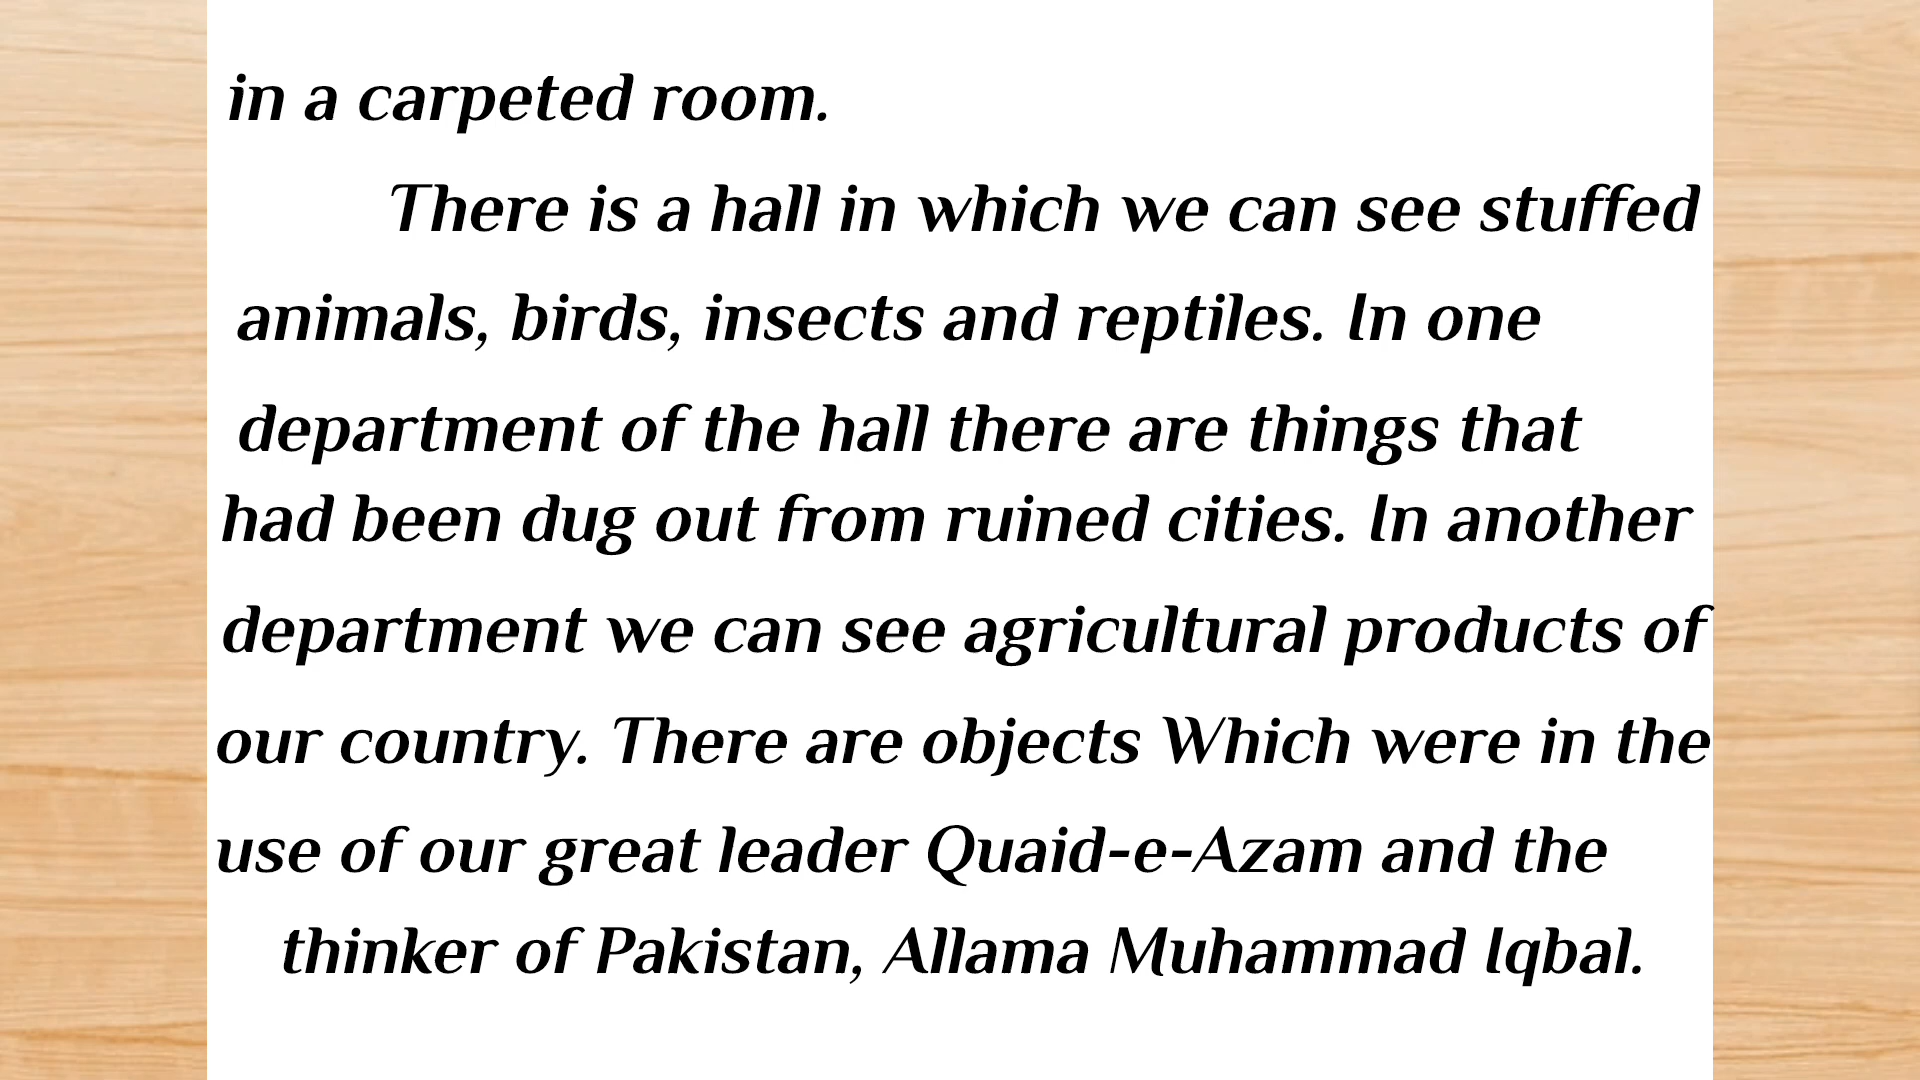 in a carpeted room.
There is a hall in which we can see stuffed
animals, birds, insects and reptiles. In one
department of the hall there are things that
had been dug out from ruined cities. In another
department we can see agricultural products of
our country. There are objects Which were in the
use of our great leader Quaid-e-Azam and the
thinker of Pakistan, Allama Muhammad Iqbal.